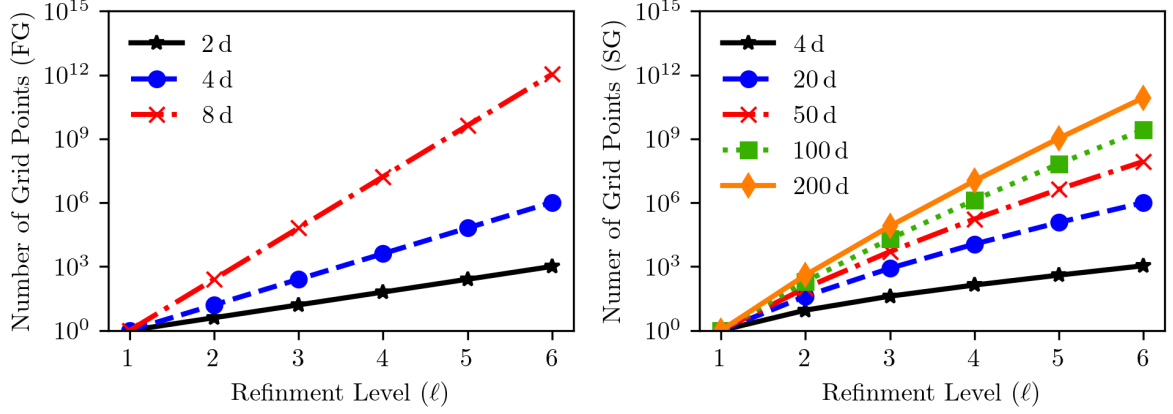 Number of Grid Points (FG)
10^15
10^12
10^9
10^6
10^3
10^0
2 d
4 d
8 d
1 2 3 4 5 6
Refinment Level (ℓ)
Numer of Grid Points (SG)
10^15
10^12
10^9
10^6
10^3
10^0
4 d
20 d
50 d
100 d
200 d
1 2 3 4 5 6
Refinment Level (ℓ)